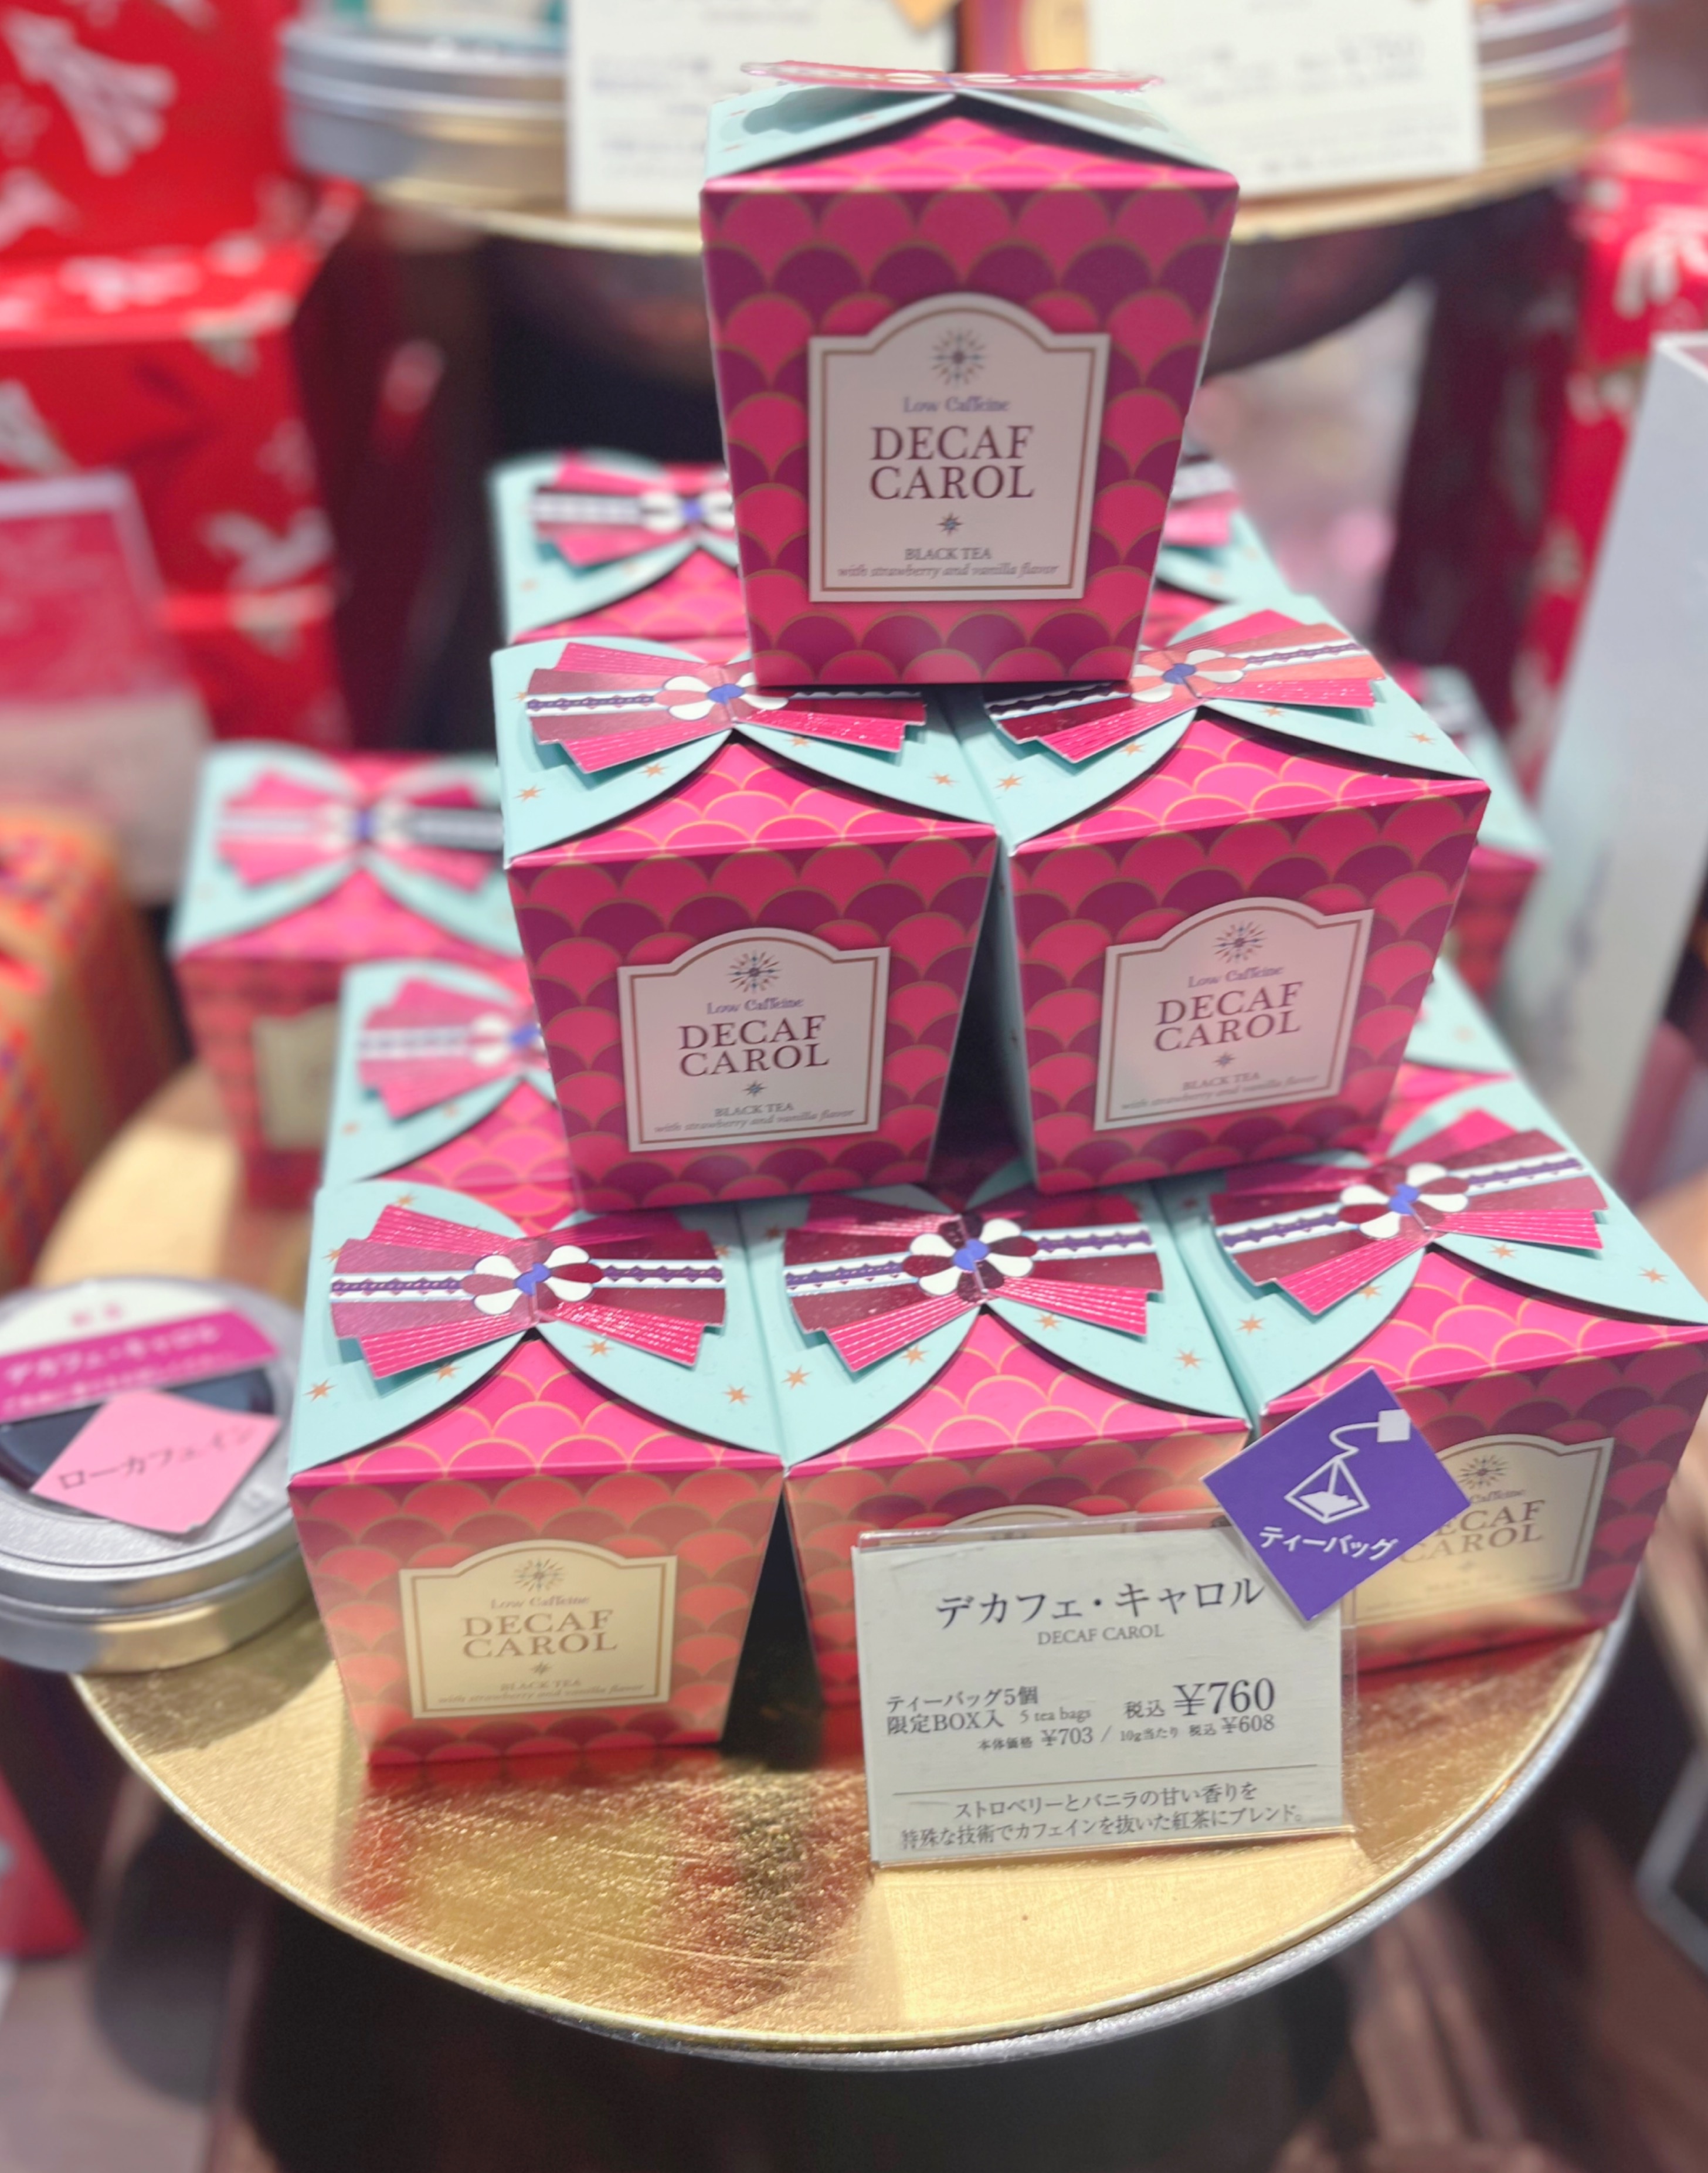 Low Caffeine
DECAF
CAROL
BLACK TEA
with strawberry and vanilla flavor
Low Caffeine
DECAF
CAROL
BLACK TEA
with strawberry and vanilla flavor
Low Caffeine
DECAF
CAROL
BLACK TEA
with strawberry and vanilla flavor
デカフェ・キャロル
ローカフェイン
Low Caffeine
DECAF
CAROL
BLACK TEA
with strawberry and vanilla flavor
Caffeine
DECAF
CAROL
ティーバッグ
デカフェ・キャロル
DECAF CAROL
ティーバッグ5個
限定BOX入 5 tea bags 税込 ¥760
本体価格 ¥703 / 10g当たり 税込 ¥608
ストロベリーとバニラの甘い香りを
特殊な技術でカフェインを抜いた紅茶にブレンド。